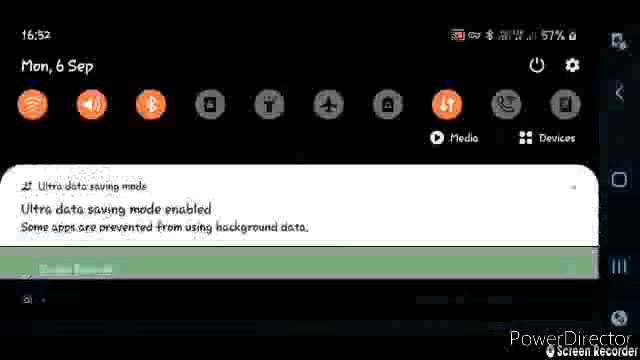 16:52
57%
Mon, 6 Sep
Media
Devices
Ultra data saving mode
Ultra data saving mode enabled
Some apps are prevented from using background data.
PowerDirector
Screen Recorder